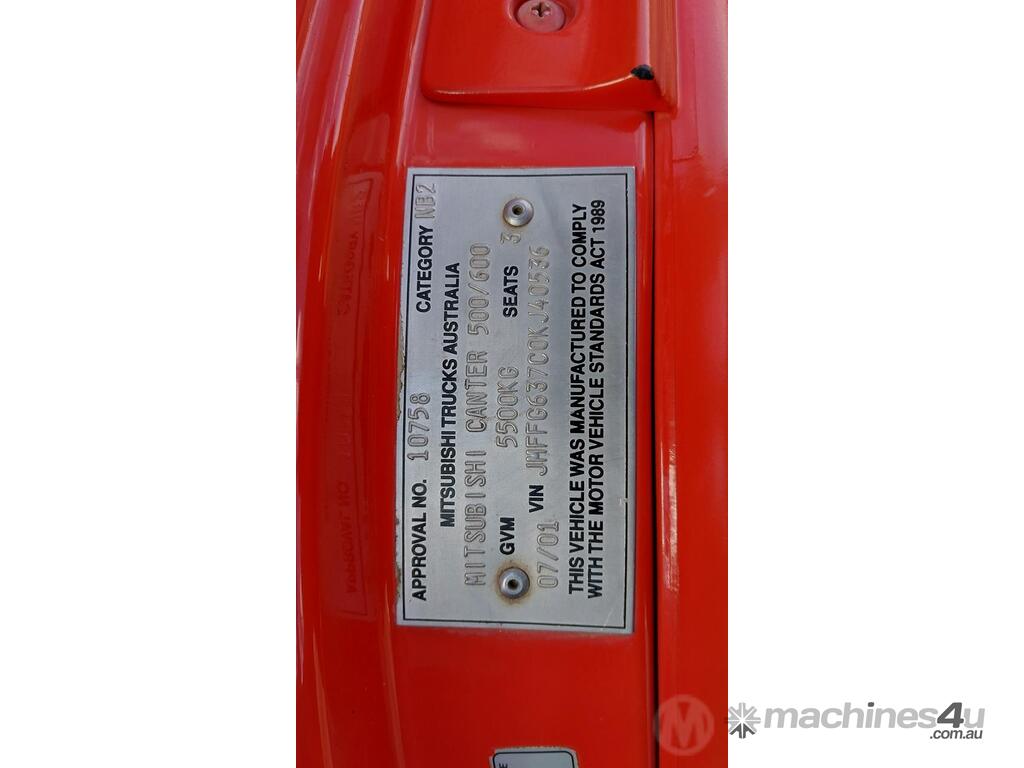 APPROVAL NO. 10758 CATEGORY NB2
MITSUBISHI TRUCKS AUSTRALIA
MITSUBISHI CANTER 500/600
GVM 5500KG SEATS 3
07/01 VIN JMFFG637C0KJ40536
THIS VEHICLE WAS MANUFACTURED TO COMPLY
WITH THE MOTOR VEHICLE STANDARDS ACT 1989
M
machines4u
.com.au